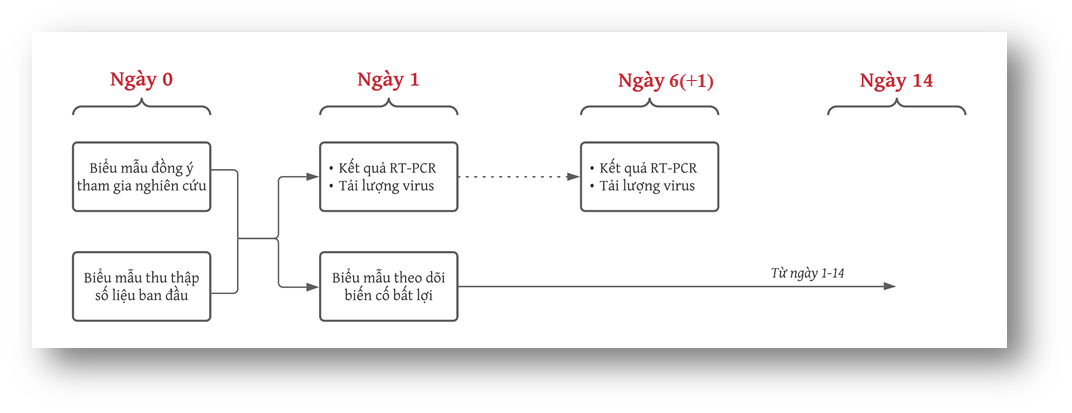 Ngày 0
Ngày 1
Ngày 6(+1)
Ngày 14
Biểu mẫu đồng ý
tham gia nghiên cứu
• Kết quả RT-PCR
• Tải lượng virus
• Kết quả RT-PCR
• Tải lượng virus
Biểu mẫu thu thập
số liệu ban đầu
Biểu mẫu theo dõi
biến cố bất lợi
Từ ngày 1-14